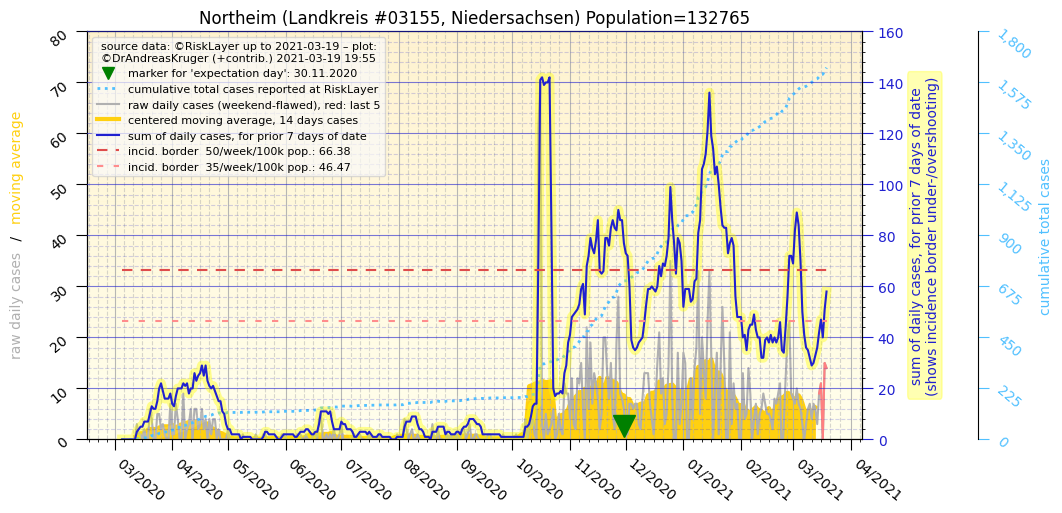 Northeim (Landkreis #03155, Niedersachsen) Population=132765
source data: ©RiskLayer up to 2021-03-19 – plot:
©DrAndreasKruger (+contrib.) 2021-03-19 19:55
marker for 'expectation day': 30.11.2020
cumulative total cases reported at RiskLayer
raw daily cases (weekend-flawed), red: last 5
centered moving average, 14 days cases
sum of daily cases, for prior 7 days of date
incid. border  50/week/100k pop.: 66.38
incid. border  35/week/100k pop.: 46.47
raw daily cases  /  moving average
80
70
60
50
40
30
20
10
0
03/2020
04/2020
05/2020
06/2020
07/2020
08/2020
09/2020
10/2020
11/2020
12/2020
01/2021
02/2021
03/2021
04/2021
160
140
120
100
80
60
40
20
0
sum of daily cases, for prior 7 days of date
(shows incidence border under-/overshooting)
1,800
1,575
1,350
1,125
900
675
450
225
0
cumulative total cases